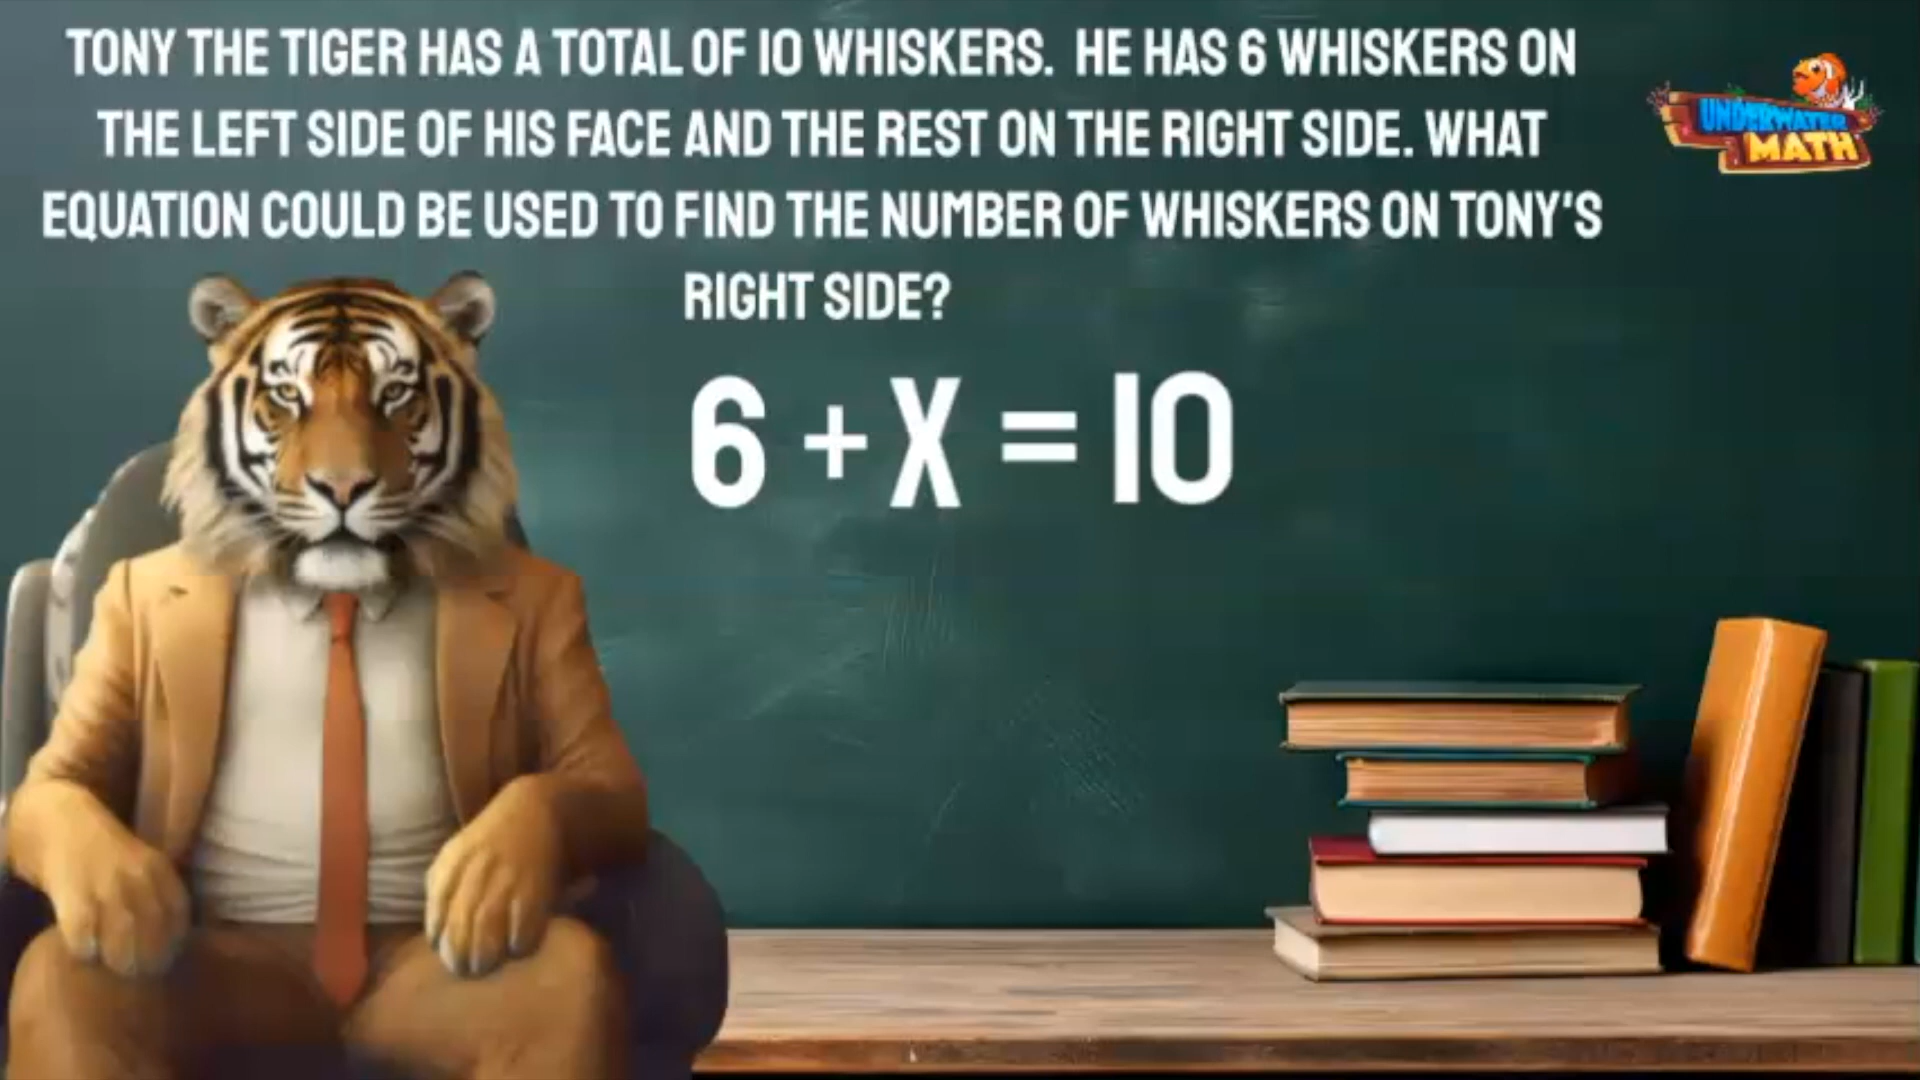 TONY THE TIGER HAS A TOTAL OF 10 WHISKERS. HE HAS 6 WHISKERS ON
THE LEFT SIDE OF HIS FACE AND THE REST ON THE RIGHT SIDE. WHAT
EQUATION COULD BE USED TO FIND THE NUMBER OF WHISKERS ON TONY'S
RIGHT SIDE?
6 + X = 10
UNDERWATER
MATH